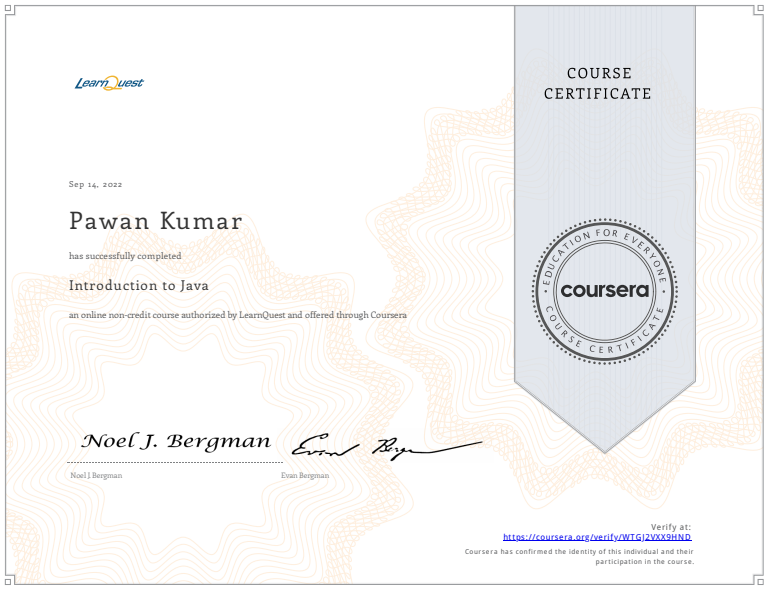 LearnQuest
COURSE
CERTIFICATE
Sep 14, 2022
Pawan Kumar
has successfully completed
Introduction to Java
an online non-credit course authorized by LearnQuest and offered through Coursera
EDUCATION FOR EVERYONE
coursera
COURSE CERTIFICATE
Noel J. Bergman
Evan Berg
Noel J.Bergman
Evan Bergman
Verify at:
https://coursera.org/verify/WTGJ2VXX9HND
Coursera has confirmed the identity of this individual and their
participation in the course.